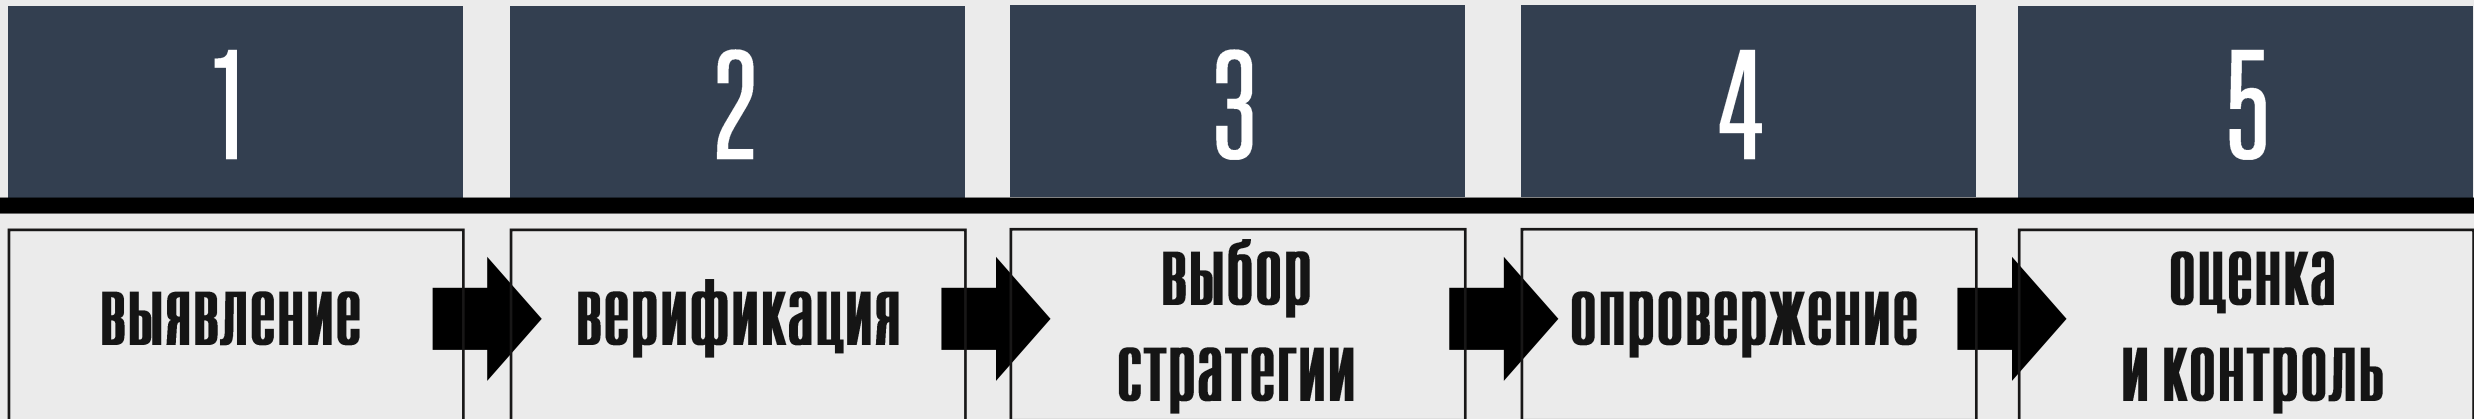 1
2
3
4
5
выявление
верификация
выбор
стратегии
опровержение
оценка
и контроль